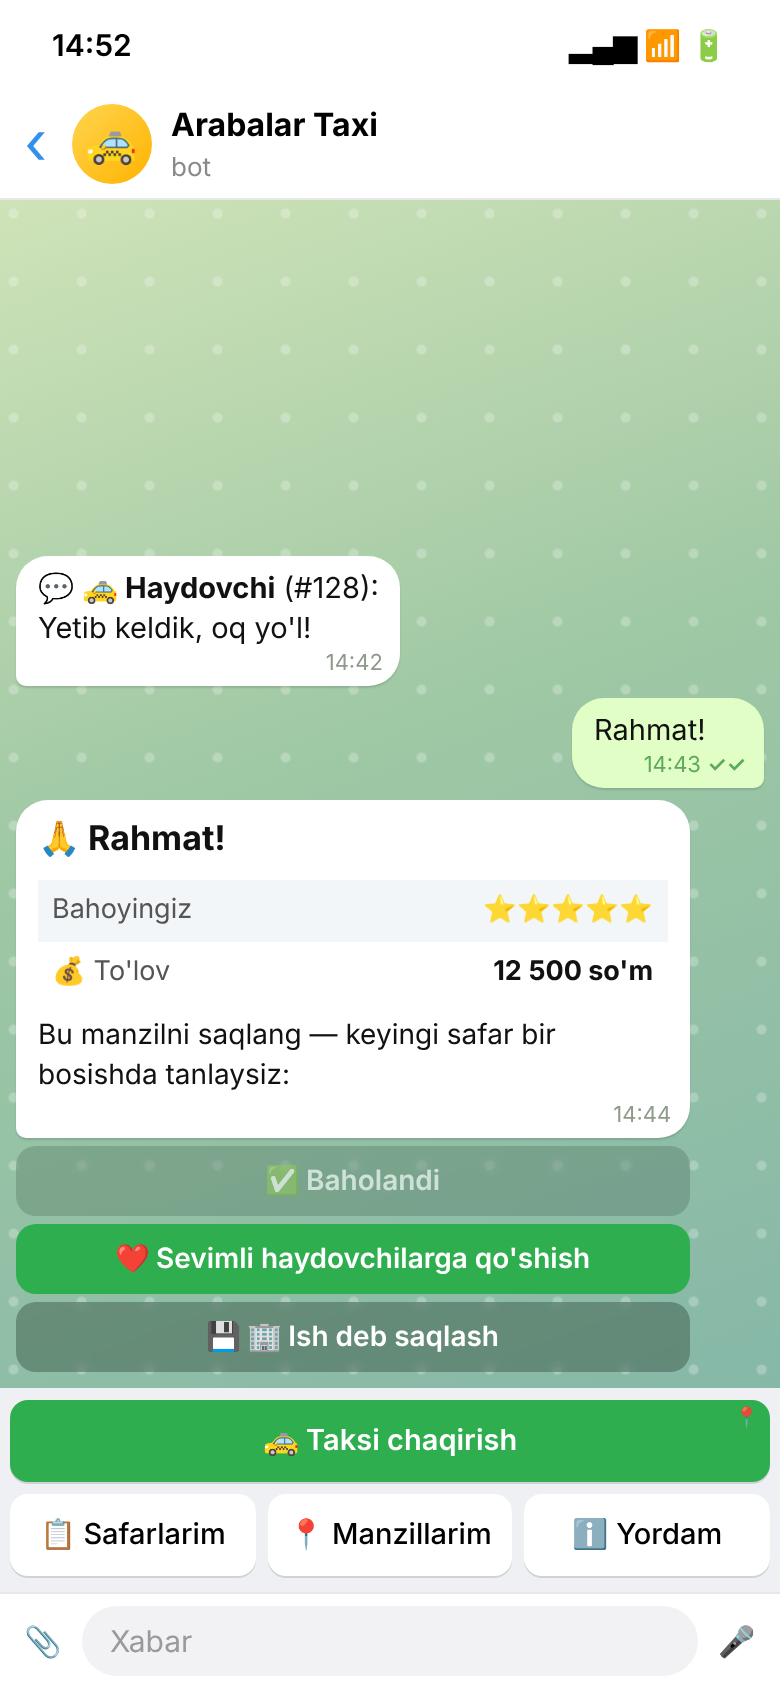 14:52
Arabalar Taxi
bot
💬 🚕 Haydovchi (#128):
Yetib keldik, oq yo'l!
14:42
Rahmat!
14:43 ✓✓
🙏 Rahmat!
Bahoyingiz ⭐⭐⭐⭐⭐
💰 To'lov 12 500 so'm
Bu manzilni saqlang — keyingi safar bir
bosishda tanlaysiz:
14:44
✅ Baholandi
❤️ Sevimli haydovchilarga qo'shish
💾 🏢 Ish deb saqlash
🚕 Taksi chaqirish
📋 Safarlarim 📍 Manzillarim ℹ️ Yordam
Xabar